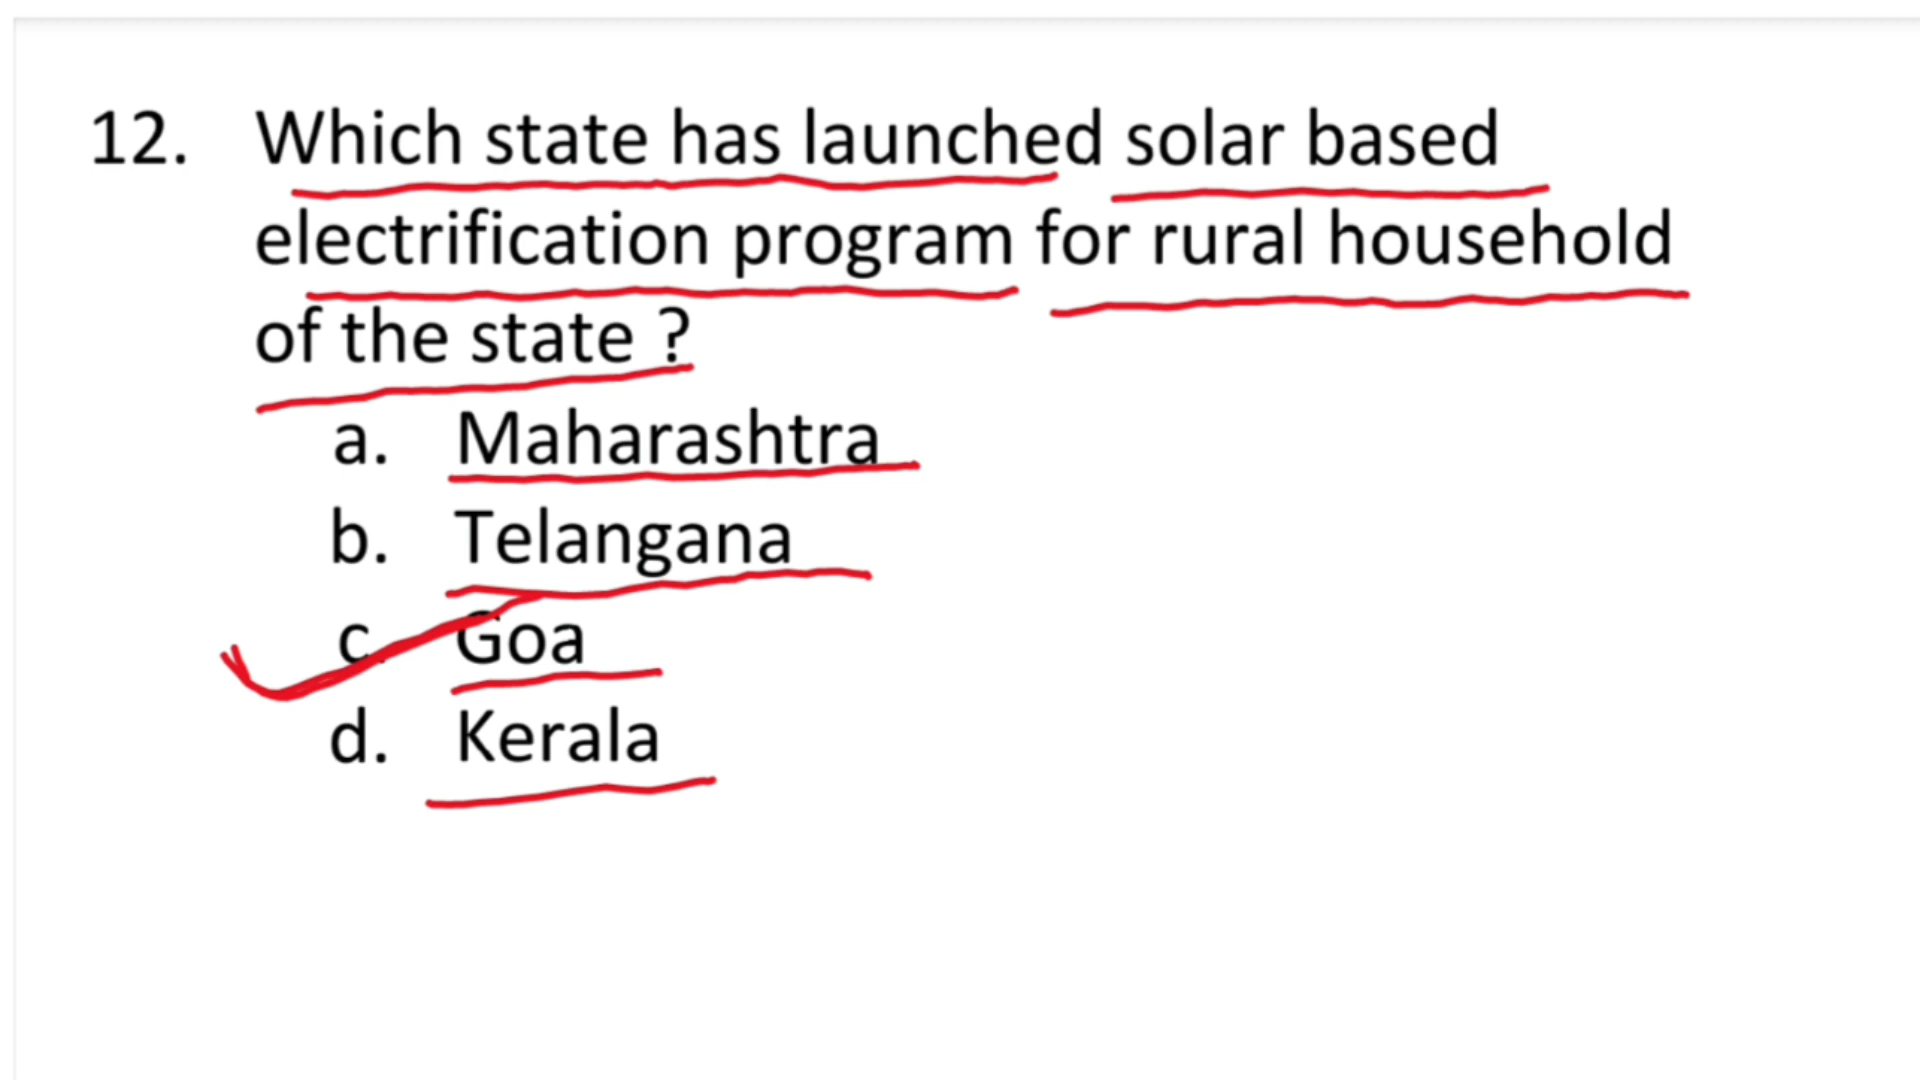 12. Which state has launched solar based
electrification program for rural household
of the state ?
a. Maharashtra
b. Telangana
c. Goa
d. Kerala